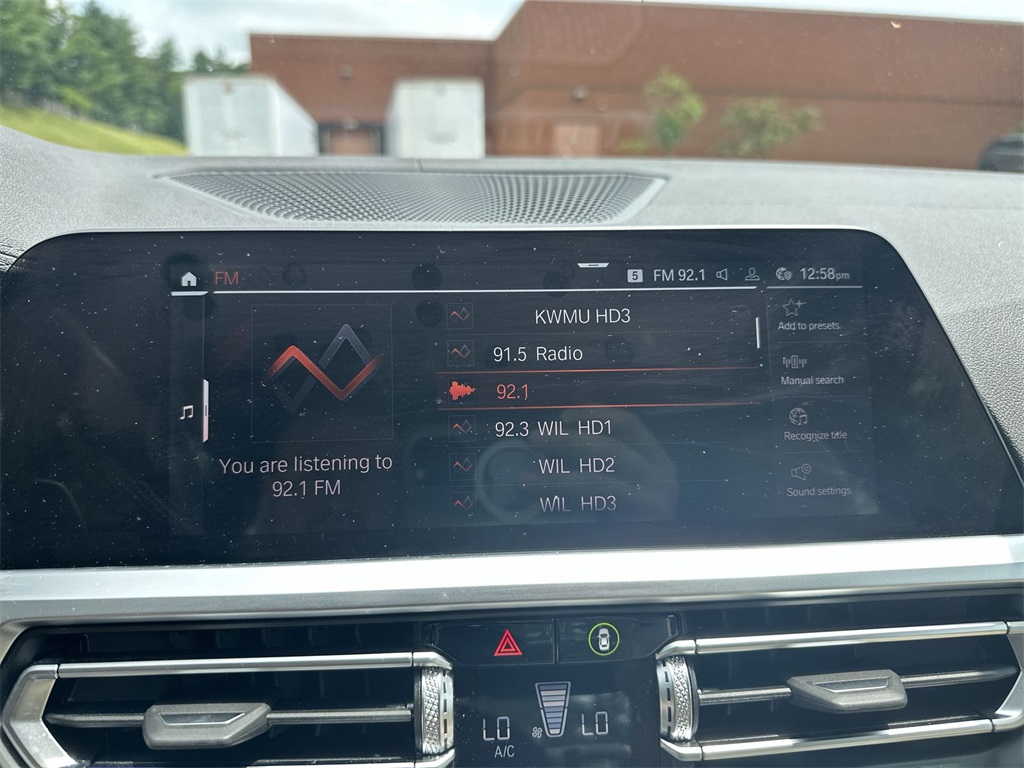 FM
5 FM 92.1 12:58pm
KWMU HD3
91.5 Radio
92.1
92.3 WIL HD1
WIL HD2
WIL HD3
You are listening to
92.1 FM
Add to presets
Manual search
Recognize title
Sound settings
LO LO
A/C